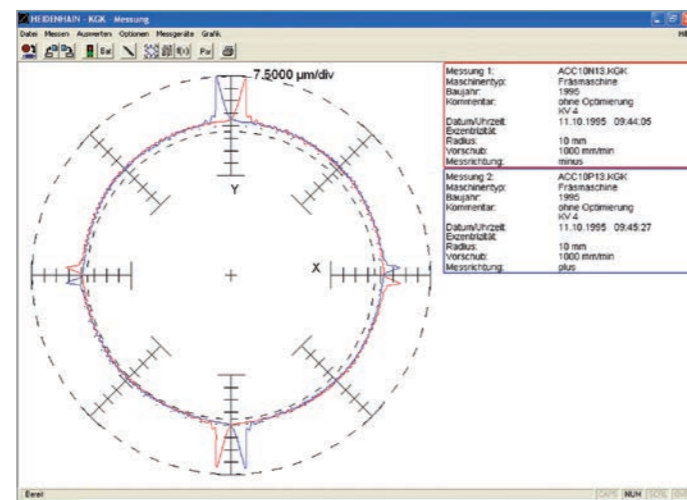 HEIDENHAIN - KGK - Messung
Datei Messen Auswerten Optionen Messgeräte Grafik
Bal f(x) Par
7.5000 µm/div
Y
X
Messung 1: ACC10N13.KGK
Maschinentyp: Fräsmaschine
Baujahr: 1995
Kommentar: ohne Optimierung
KV 4
Datum/Uhrzeit: 11.10.1995 09:44:05
Exzentrizität:
Radius: 10 mm
Vorschub: 1000 mm/min
Messrichtung: minus
Messung 2: ACC10P13.KGK
Maschinentyp: Fräsmaschine
Baujahr: 1995
Kommentar: ohne Optimierung
KV 4
Datum/Uhrzeit: 11.10.1995 09:45:27
Exzentrizität:
Radius: 10 mm
Vorschub: 1000 mm/min
Messrichtung: plus
Bereit
CAPS NUM SCRL